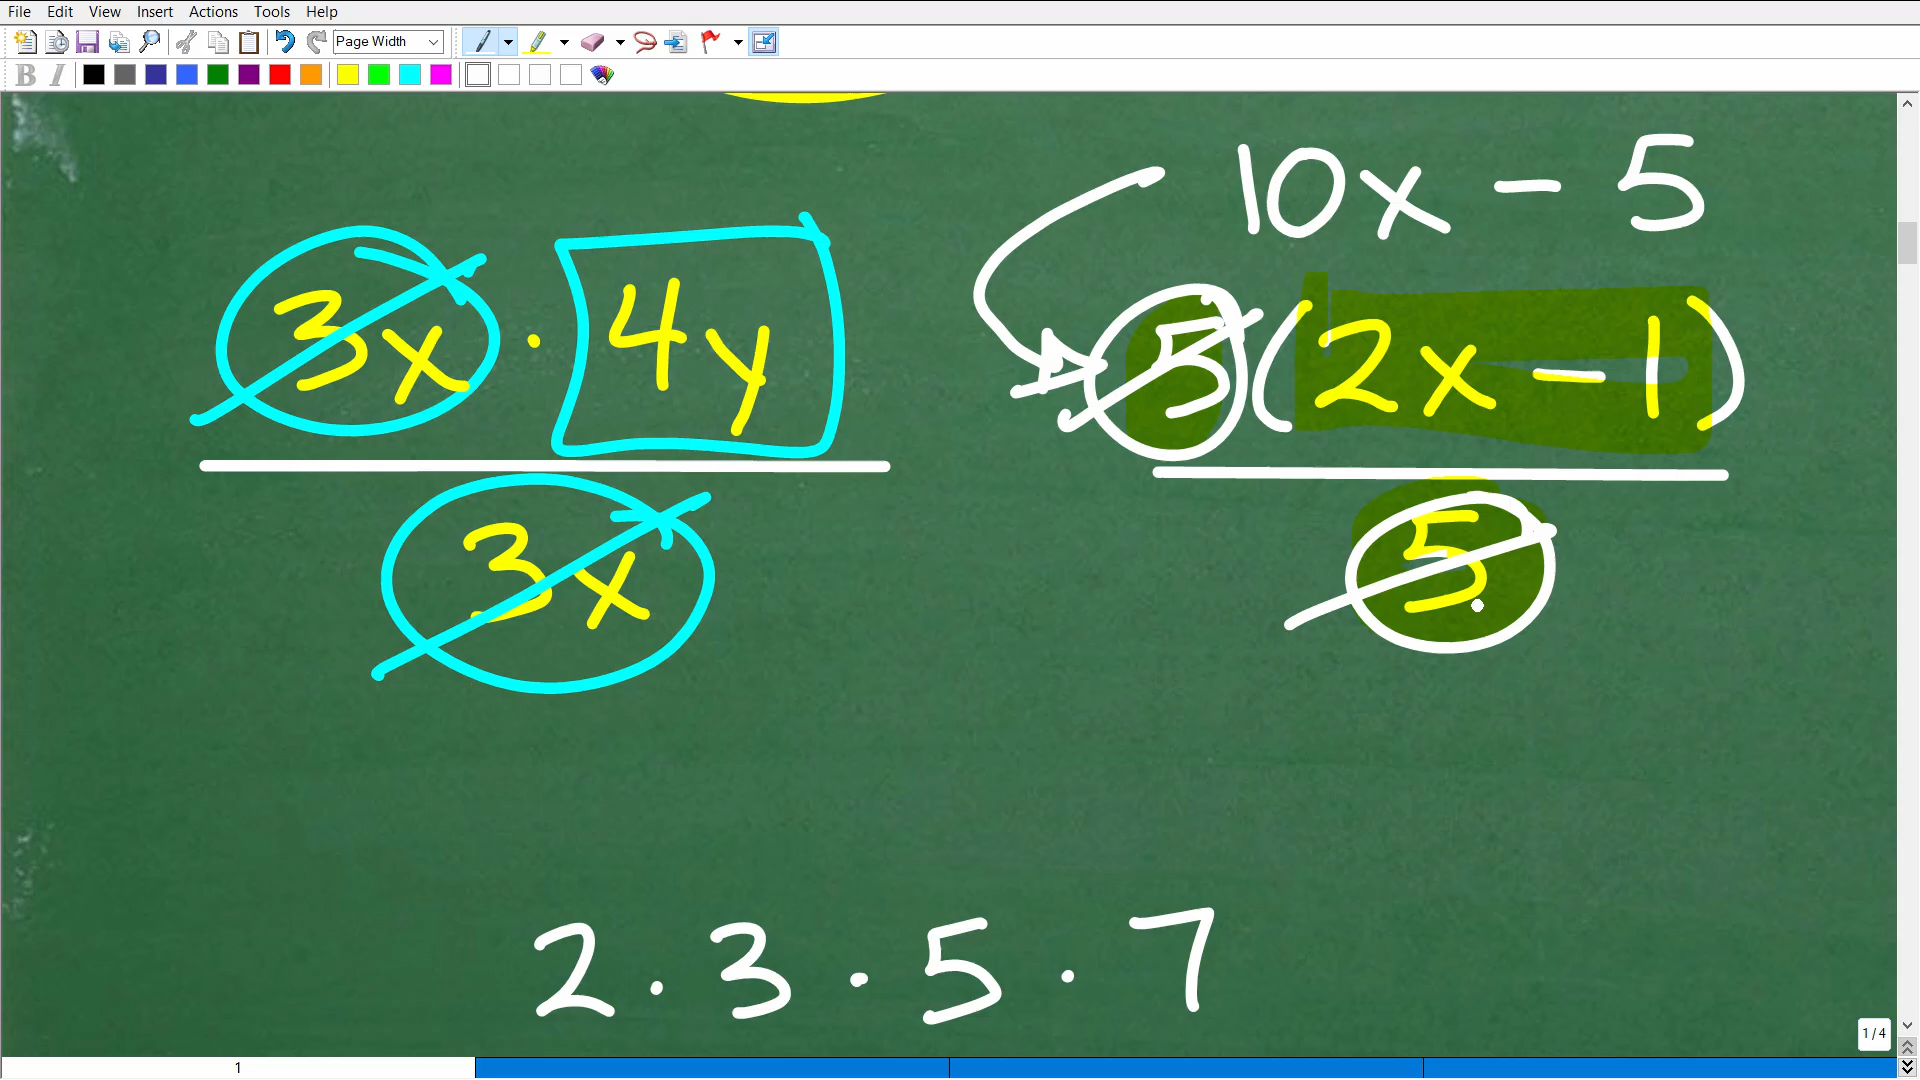 File Edit View Insert Actions Tools Help
Page Width
B I
10x - 5
3x · 4y
5(2x - 1)
3x
5
2 · 3 · 5 · 7
1 / 4
1